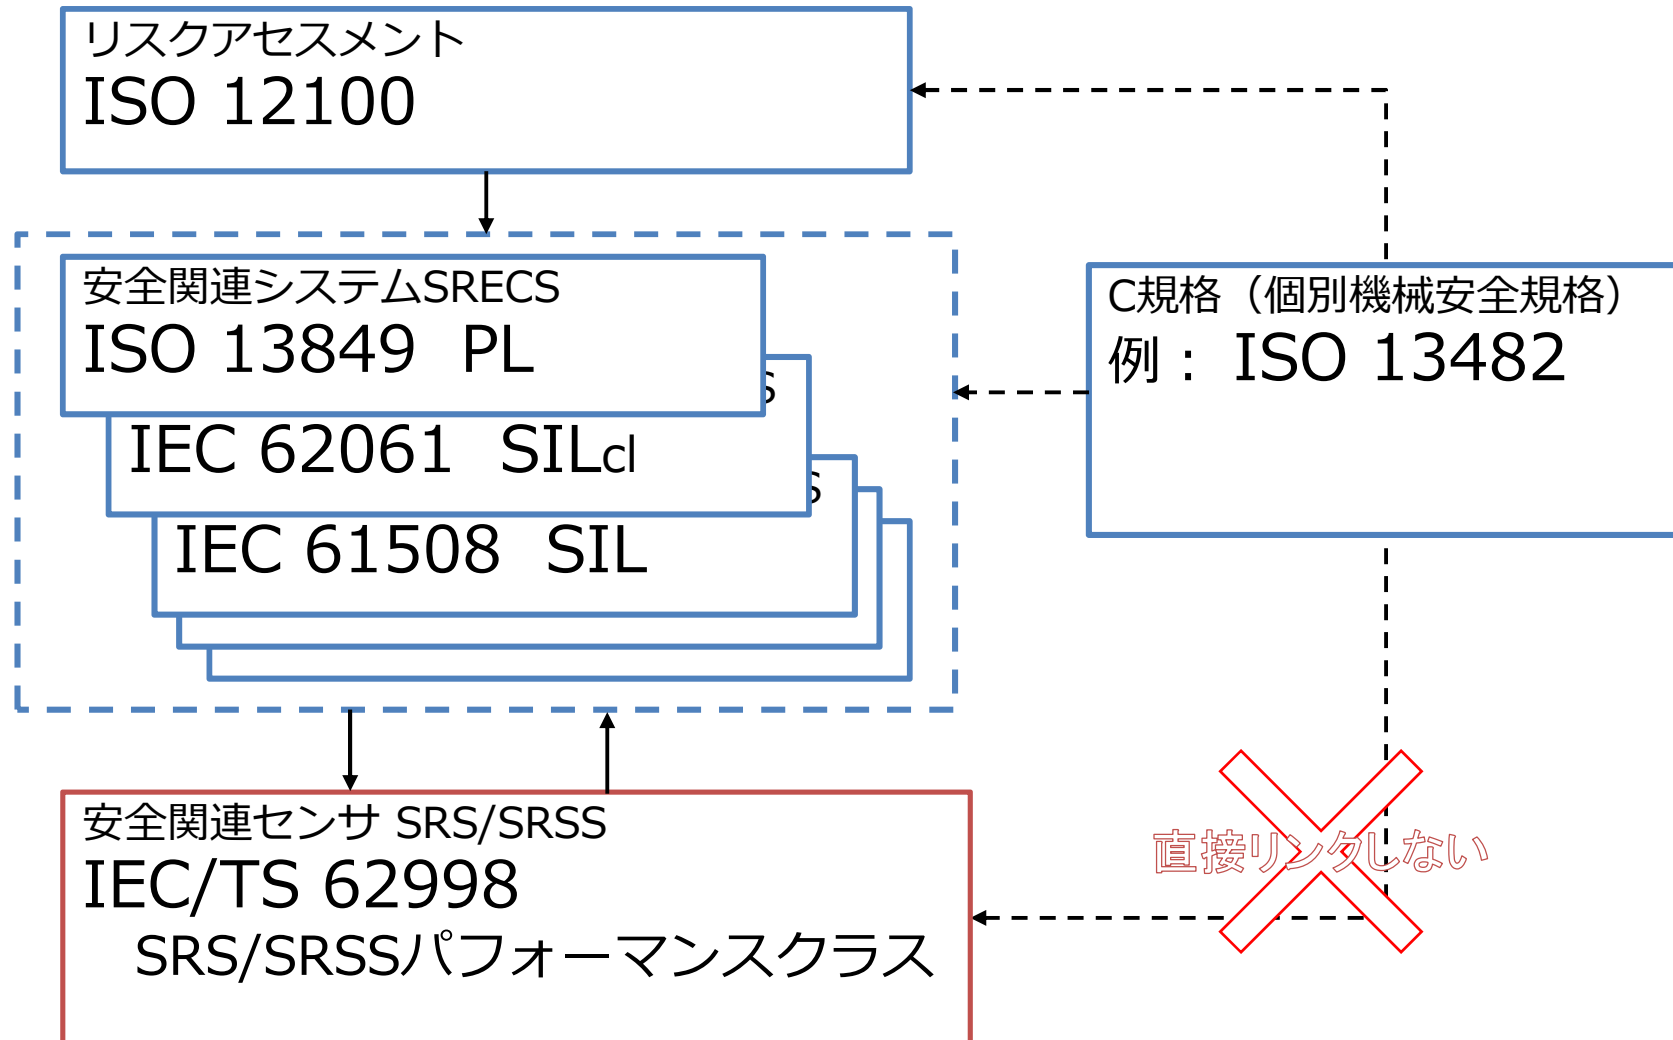 リスクアセスメント
ISO 12100
安全関連システムSRECS
ISO 13849 PL
S
IEC 62061 SILcl
S
IEC 61508 SIL
C規格（個別機械安全規格）
例： ISO 13482
安全関連センサ SRS/SRSS
IEC/TS 62998
SRS/SRSSパフォーマンスクラス
直接リンクしない